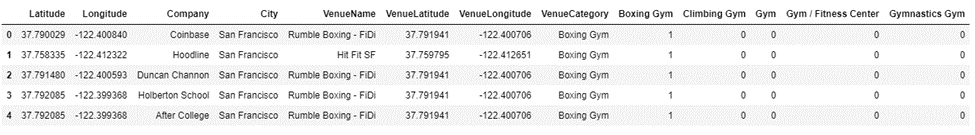 Latitude Longitude Company City VenueName VenueLatitude VenueLongitude VenueCategory Boxing Gym Climbing Gym Gym Gym / Fitness Center Gymnastics Gym
0 37.790029 -122.400840 Coinbase San Francisco Rumble Boxing - FiDi 37.791941 -122.400706 Boxing Gym 1 0 0 0 0
1 37.758335 -122.412322 Hoodline San Francisco Hit Fit SF 37.759795 -122.412651 Boxing Gym 1 0 0 0 0
2 37.791480 -122.400593 Duncan Channon San Francisco Rumble Boxing - FiDi 37.791941 -122.400706 Boxing Gym 1 0 0 0 0
3 37.792085 -122.399368 Holberton School San Francisco Rumble Boxing - FiDi 37.791941 -122.400706 Boxing Gym 1 0 0 0 0
4 37.792085 -122.399368 After College San Francisco Rumble Boxing - FiDi 37.791941 -122.400706 Boxing Gym 1 0 0 0 0